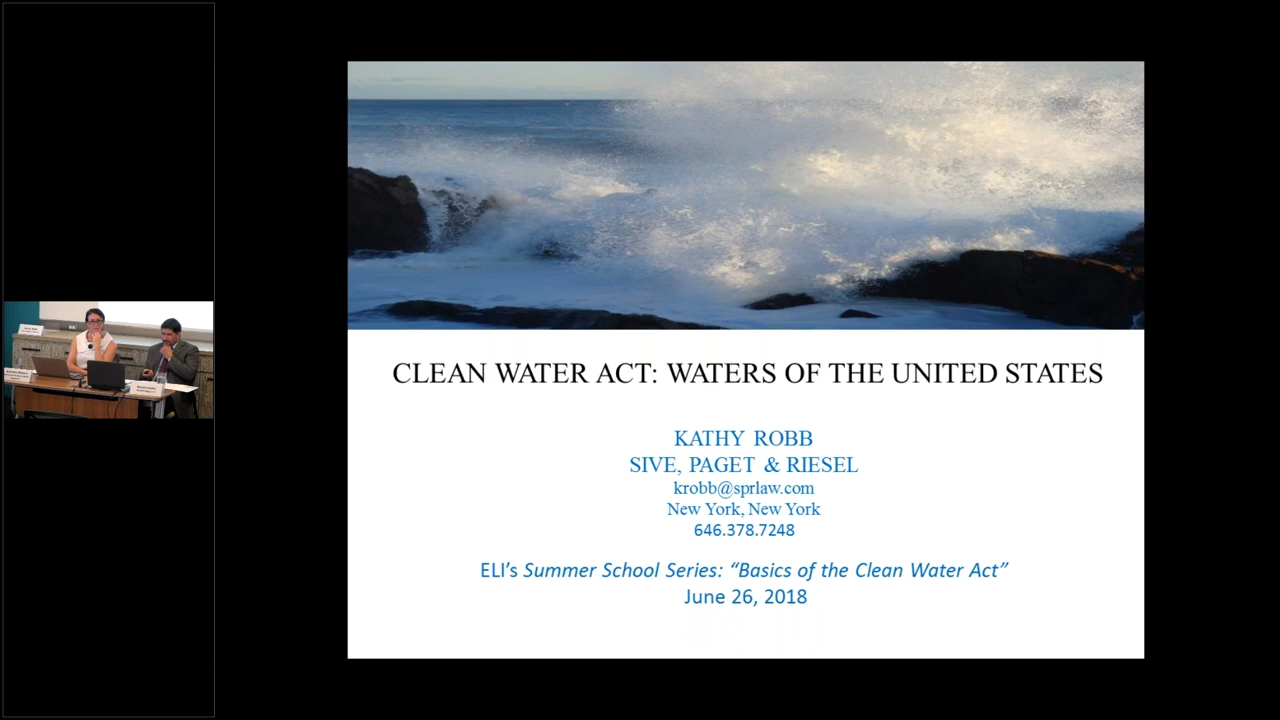 CLEAN WATER ACT: WATERS OF THE UNITED STATES
KATHY ROBB
SIVE, PAGET & RIESEL
krobb@sprlaw.com
New York, New York
646.378.7248
ELI’s Summer School Series: “Basics of the Clean Water Act”
June 26, 2018